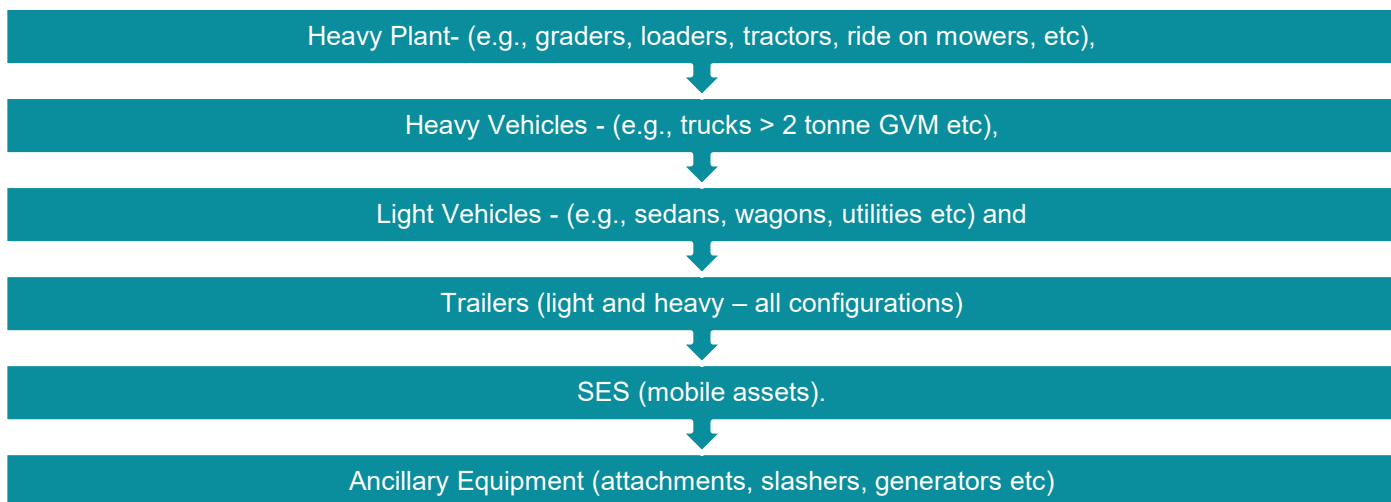 Heavy Plant- (e.g., graders, loaders, tractors, ride on mowers, etc),
Heavy Vehicles - (e.g., trucks > 2 tonne GVM etc),
Light Vehicles - (e.g., sedans, wagons, utilities etc) and
Trailers (light and heavy – all configurations)
SES (mobile assets).
Ancillary Equipment (attachments, slashers, generators etc)